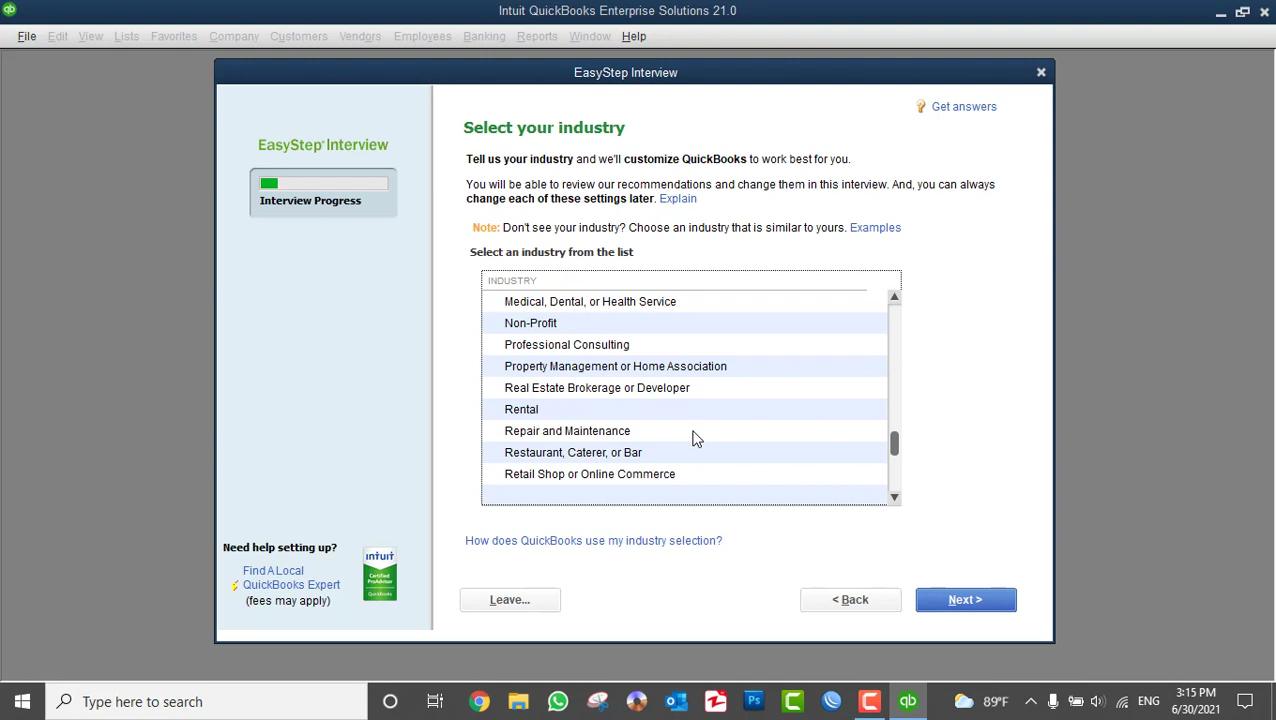 Intuit QuickBooks Enterprise Solutions 21.0
File Edit View Lists Favorites Company Customers Vendors Employees Banking Reports Window Help
EasyStep Interview
Get answers
EasyStep Interview
Interview Progress
Select your industry
Tell us your industry and we'll customize QuickBooks to work best for you.
You will be able to review our recommendations and change them in this interview. And, you can always
change each of these settings later. Explain
Note: Don't see your industry? Choose an industry that is similar to yours. Examples
Select an industry from the list
INDUSTRY
Medical, Dental, or Health Service
Non-Profit
Professional Consulting
Property Management or Home Association
Real Estate Brokerage or Developer
Rental
Repair and Maintenance
Restaurant, Caterer, or Bar
Retail Shop or Online Commerce
How does QuickBooks use my industry selection?
Need help setting up?
Find A Local
QuickBooks Expert
(fees may apply)
intuit
Certified
ProAdvisor
QuickBooks
Leave...
< Back
Next >
Type here to search
Ps
89°F
ENG
3:15 PM
6/30/2021